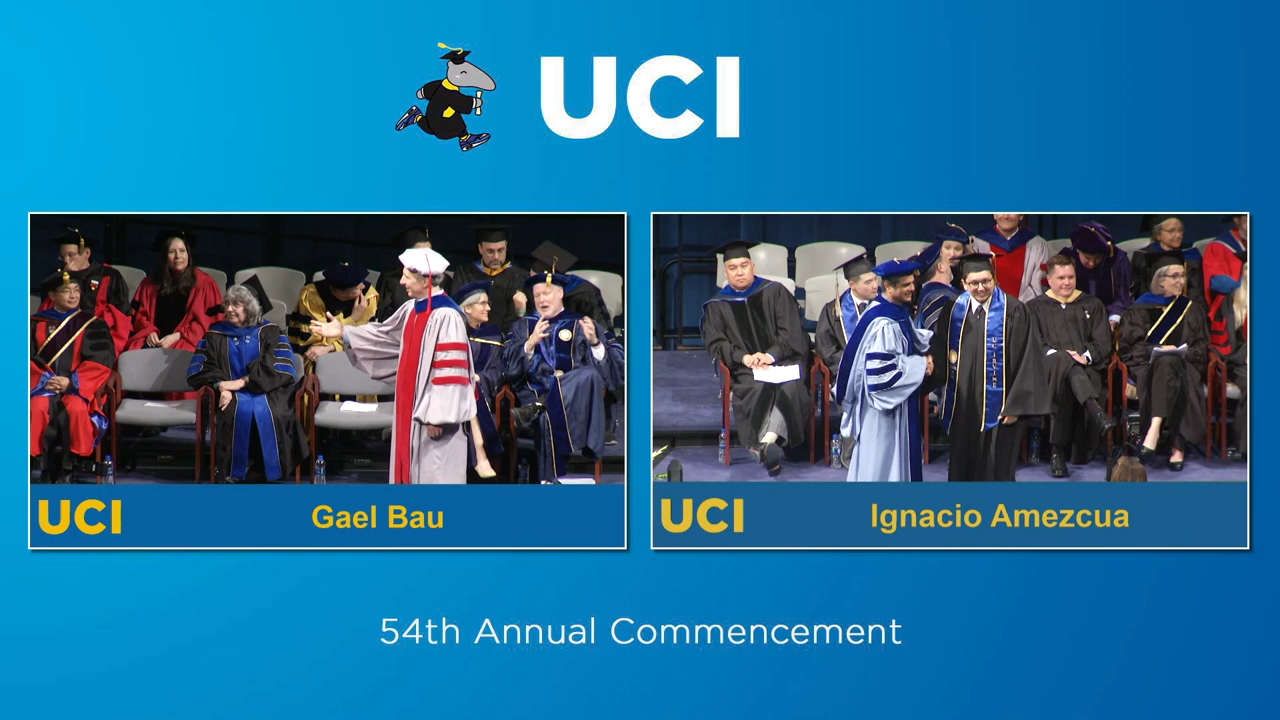 UCI
UCI
Gael Bau
UCI
Ignacio Amezcua
54th Annual Commencement